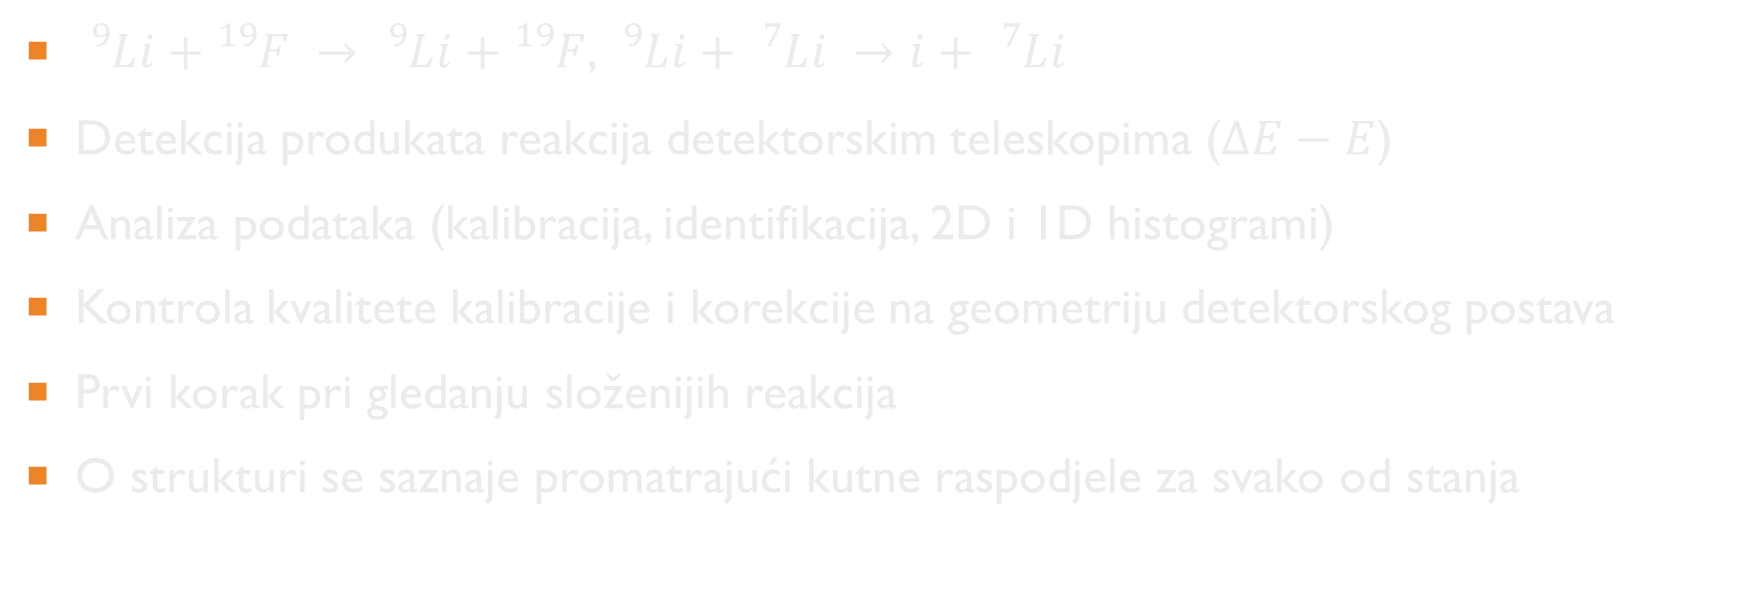 ▪ ⁹Li + ¹⁹F → ⁹Li + ¹⁹F, ⁹Li + ⁷Li → i + ⁷Li
▪ Detekcija produkata reakcija detektorskim teleskopima (ΔE − E)
▪ Analiza podataka (kalibracija, identifikacija, 2D i 1D histogrami)
▪ Kontrola kvalitete kalibracije i korekcije na geometriju detektorskog postava
▪ Prvi korak pri gledanju složenijih reakcija
▪ O strukturi se saznaje promatrajući kutne raspodjele za svako od stanja